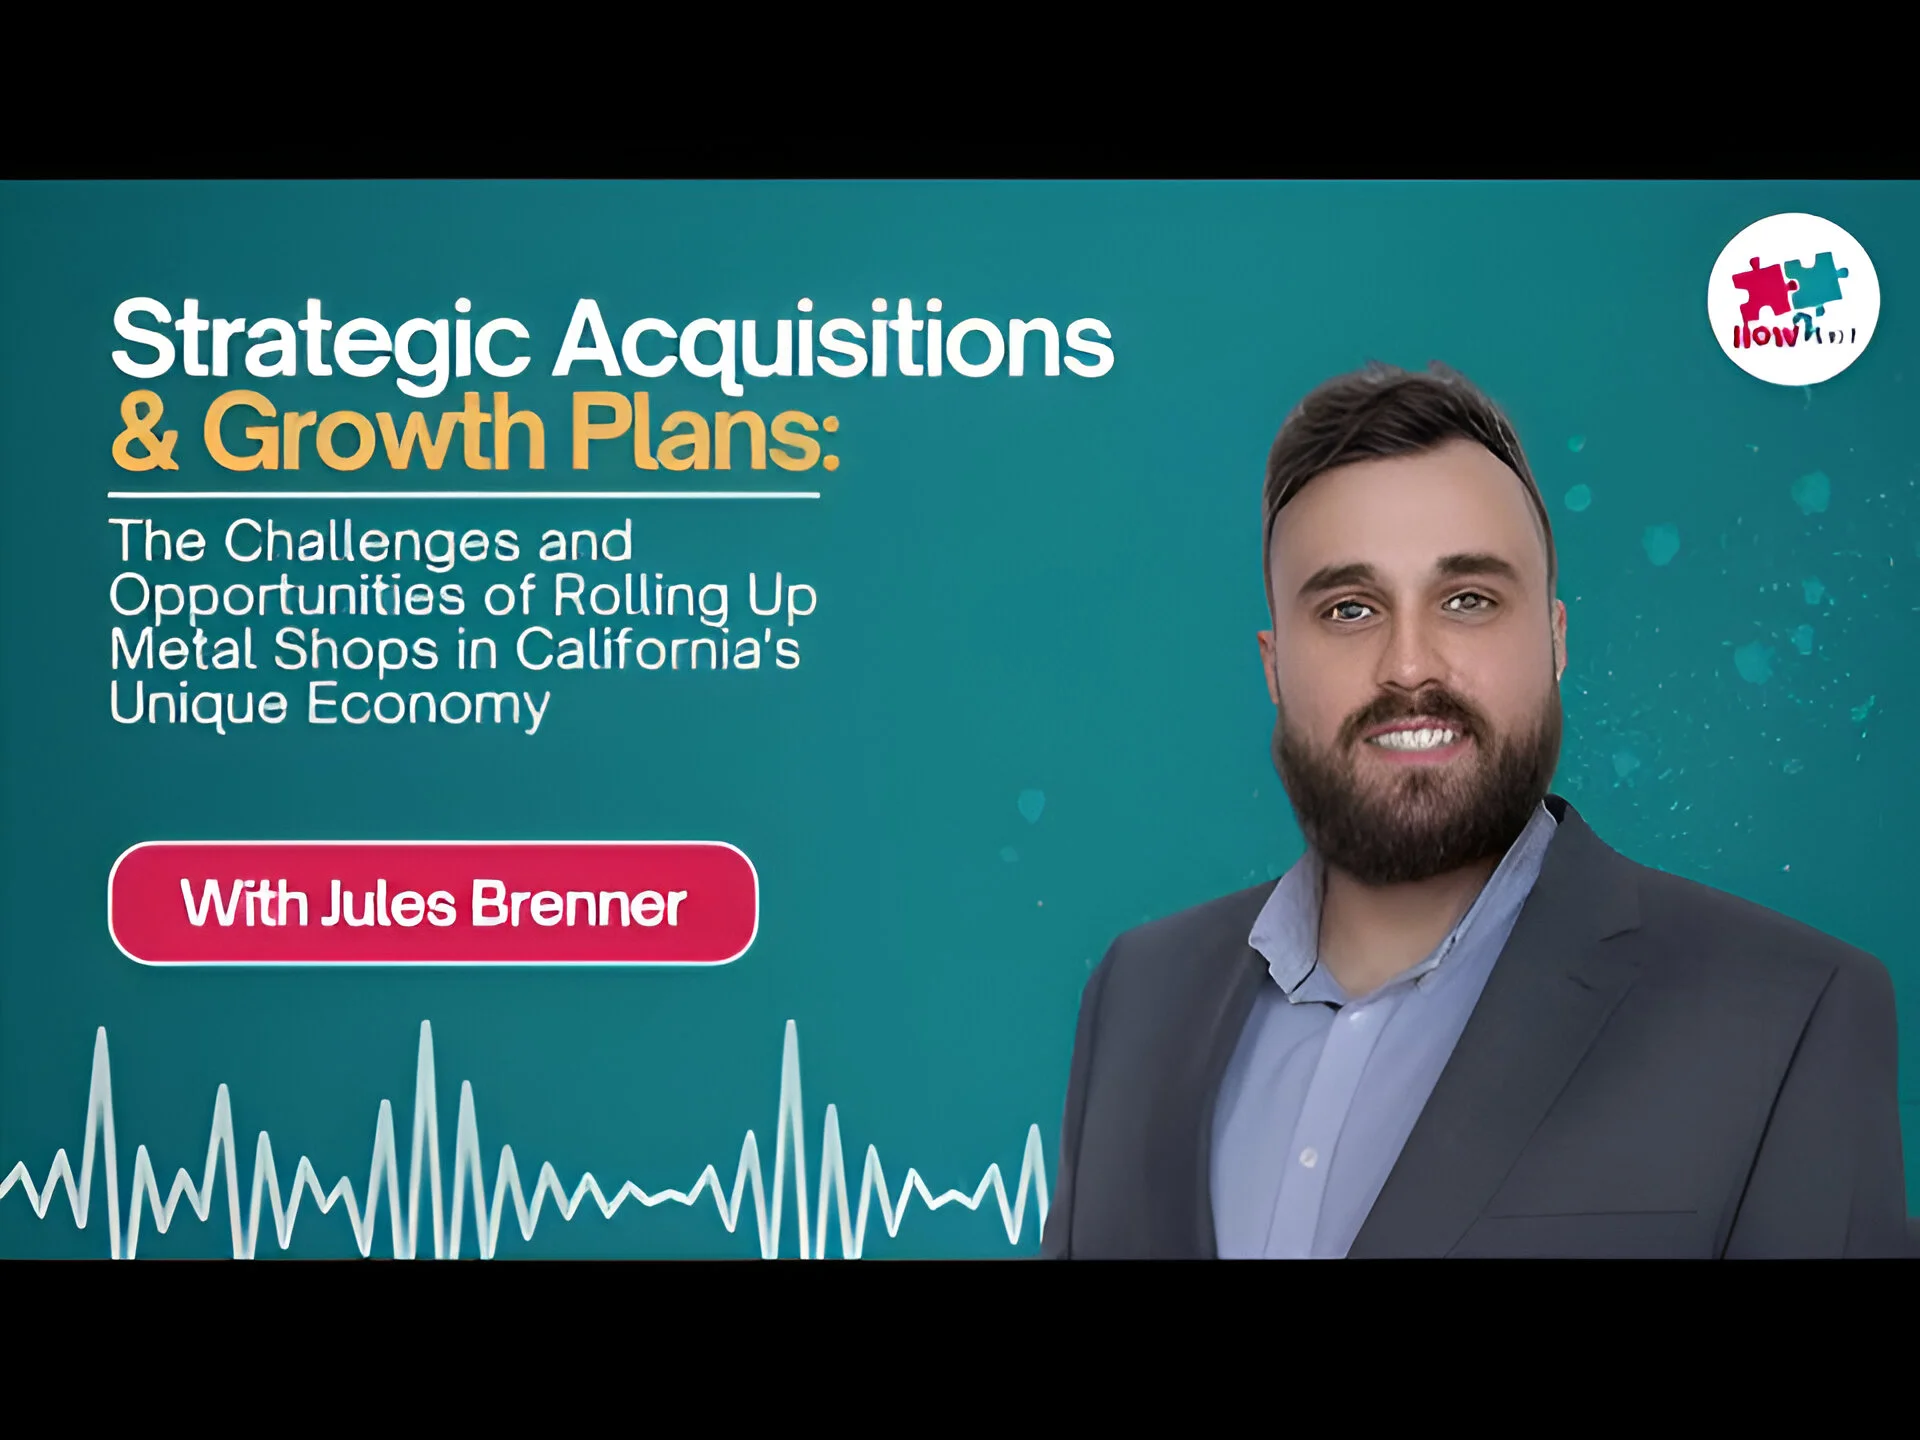 Strategic Acquisitions
& Growth Plans:
The Challenges and
Opportunities of Rolling Up
Metal Shops in California's
Unique Economy
With Jules Brenner